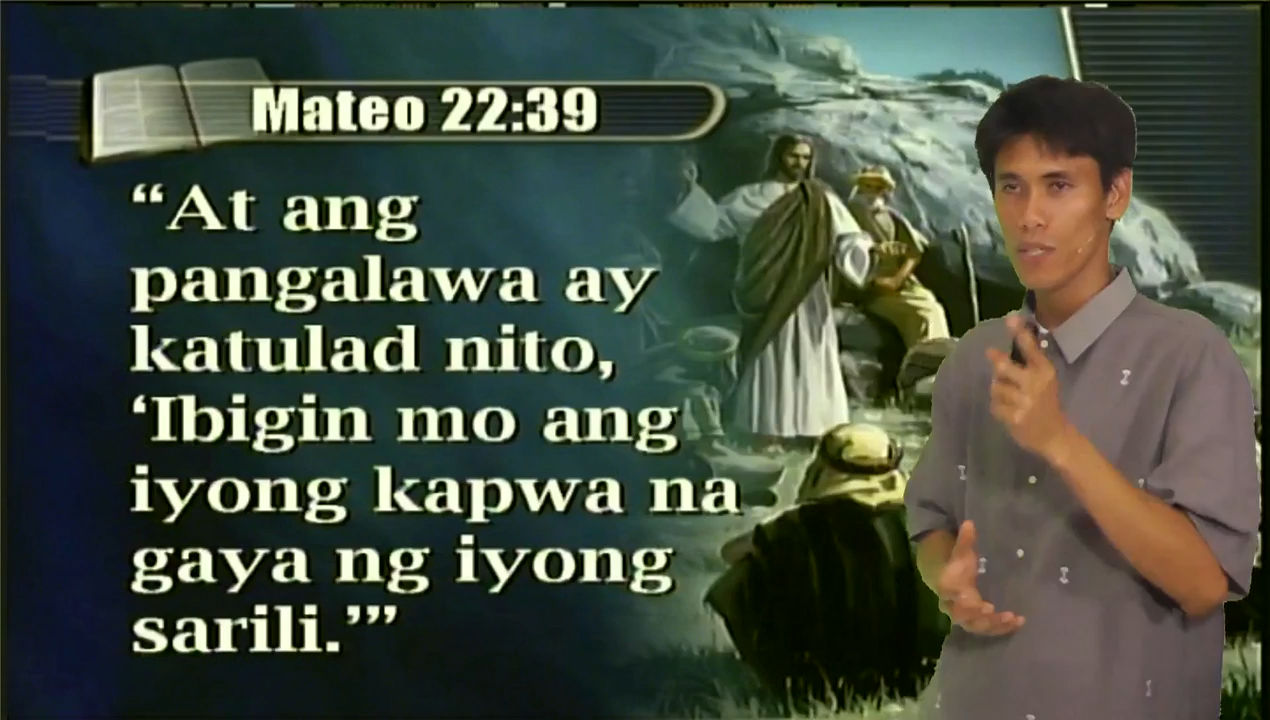 Mateo 22:39
“At ang
pangalawa ay
katulad nito,
‘Ibigin mo ang
iyong kapwa na
gaya ng iyong
sarili.’”